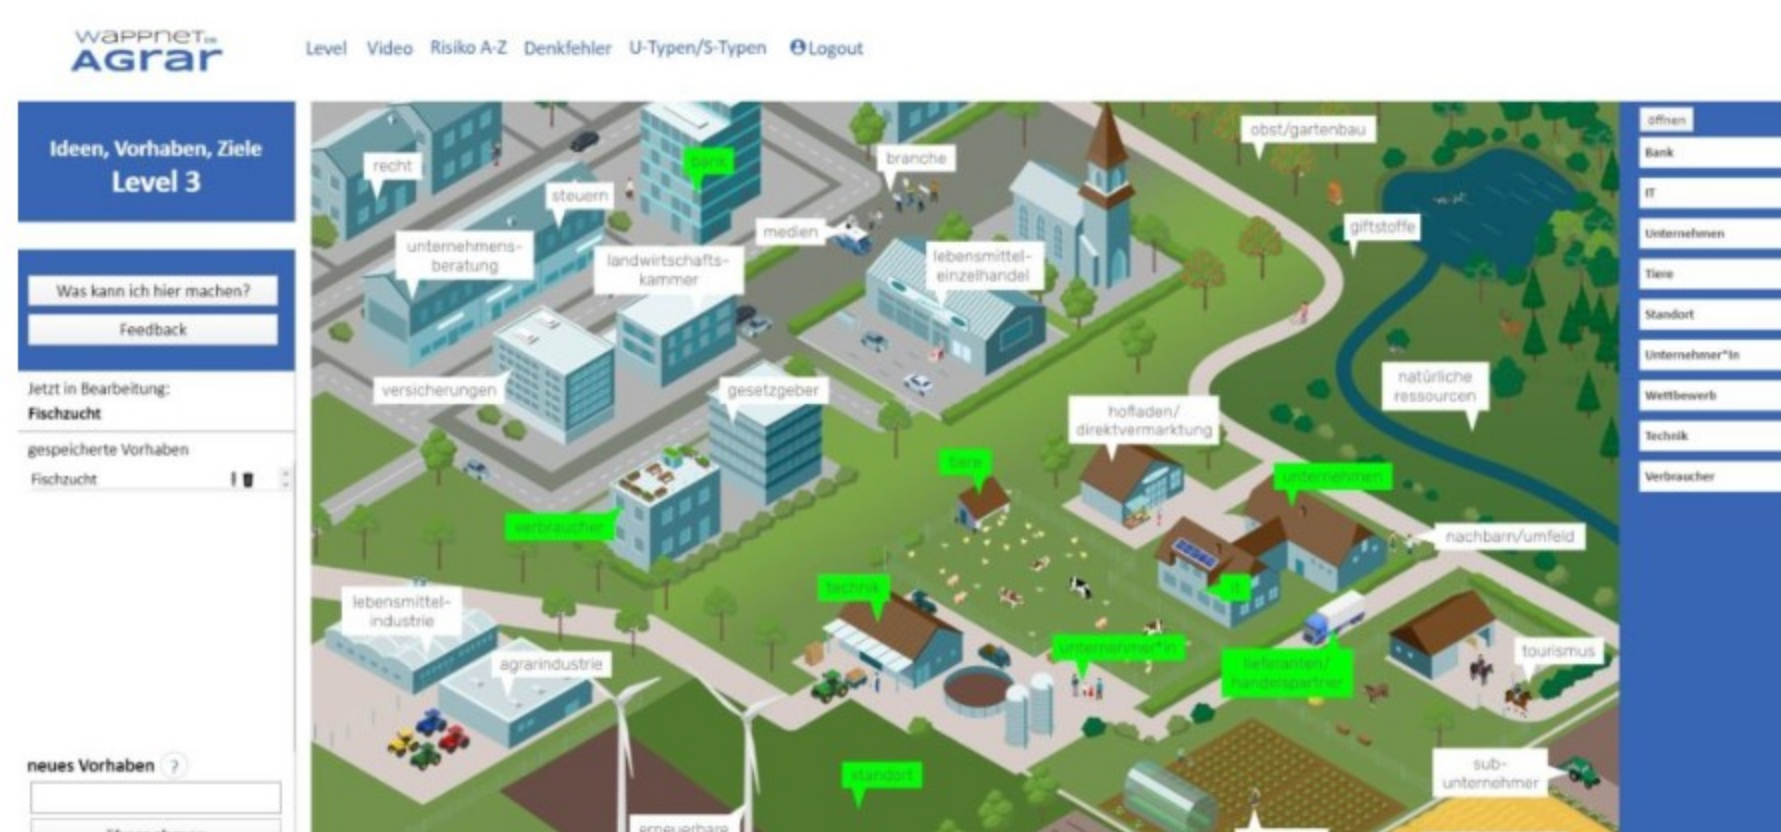 wappnet.de
Agrar
Level Video Risiko A-Z Denkfehler U-Typen/S-Typen Logout
Ideen, Vorhaben, Ziele
Level 3
Was kann ich hier machen?
Feedback
Jetzt in Bearbeitung:
Fischzucht
gespeicherte Vorhaben
Fischzucht
neues Vorhaben ?
recht
bank
branche
obst/gartenbau
steuern
medien
giftstoffe
unternehmens-
beratung
landwirtschafts-
kammer
lebensmittel-
einzelhandel
versicherungen
gesetzgeber
natürliche
ressourcen
hofladen/
direktvermarktung
tiere
unternehmen
verbraucher
nachbarn/umfeld
technik
it
lebensmittel-
industrie
unternehmer*in
lieferanten/
handelspartner
tourismus
agrarindustrie
standort
sub-
unternehmer
erneuerbare
öffnen
Bank
IT
Unternehmen
Tiere
Standort
Unternehmer*In
Wettbewerb
Technik
Verbraucher